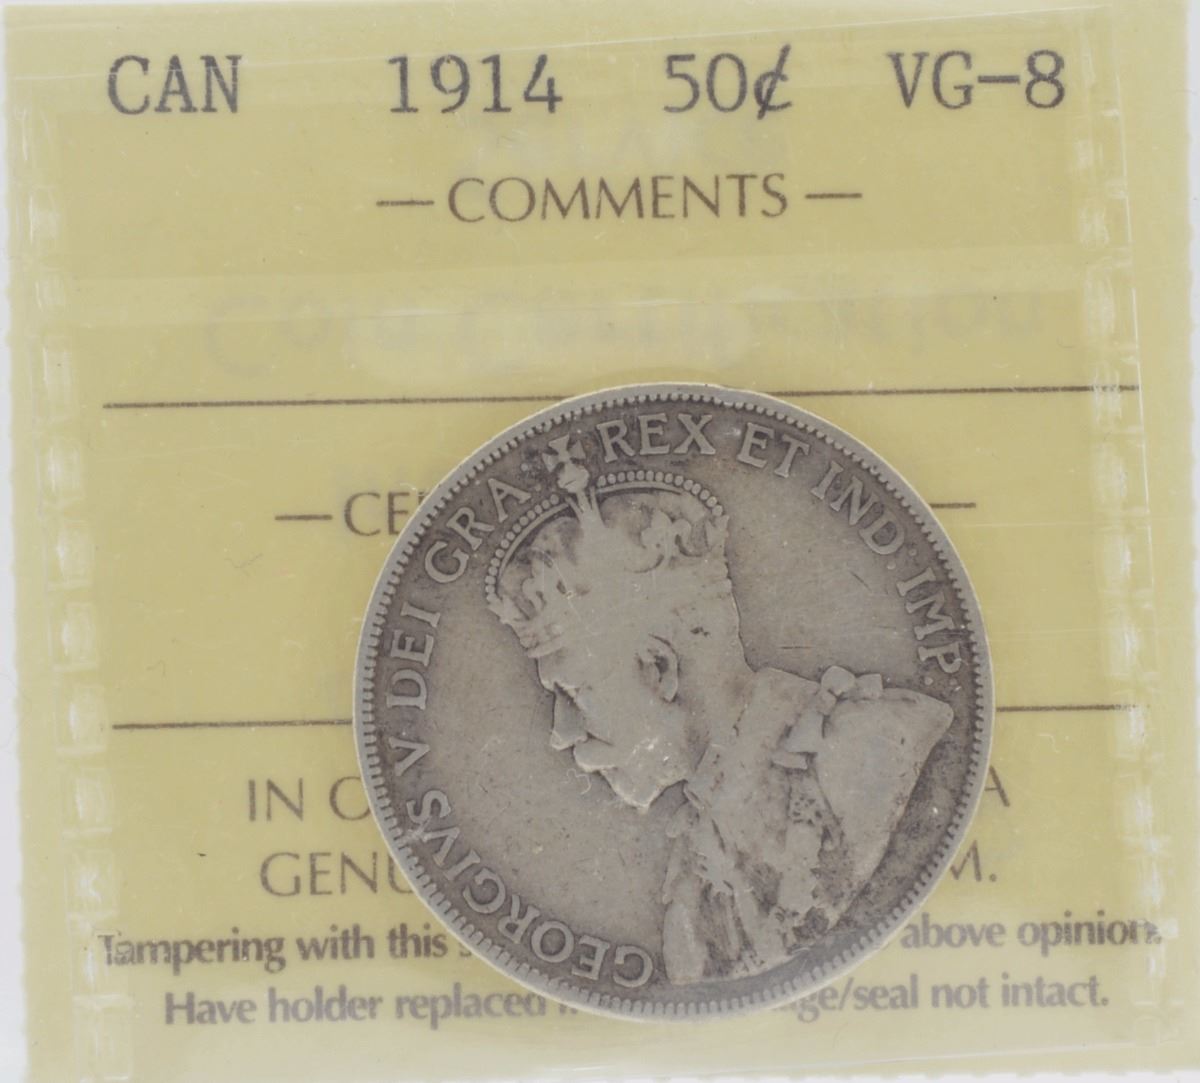 CAN 1914 50¢ VG-8
— COMMENTS —
— CE
IN O A
GENU M.
Tampering with this above opinion.
Have holder replaced ge/seal not intact.
GEORGIVS V DEI GRA: REX ET IND: IMP: